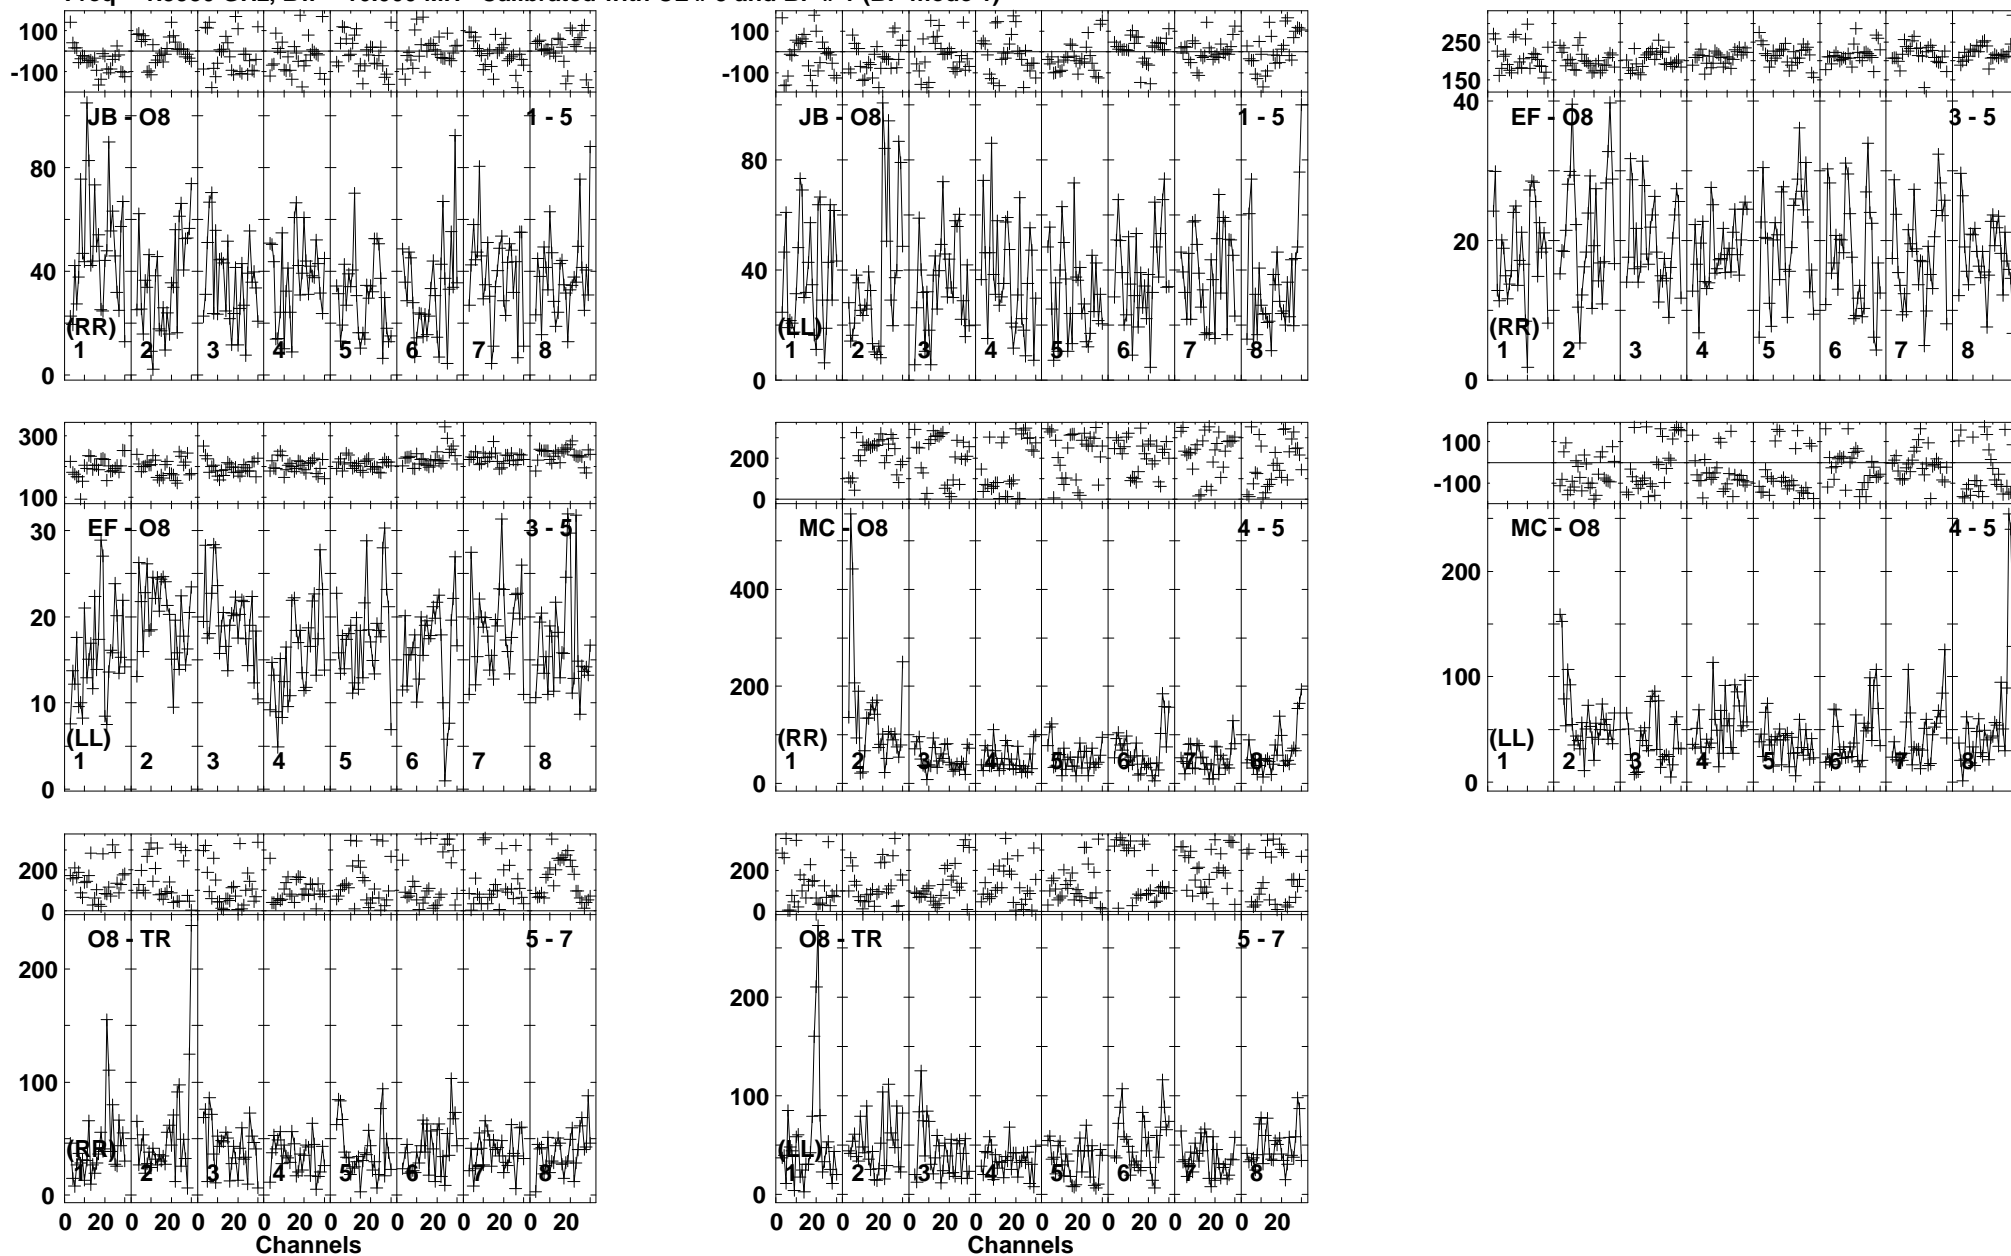 100 -100 JB - O8 1 - 5 80 40 0 (RR) 1 2 3 4 5 6 7 8
100 -100 JB - O8 1 - 5 80 40 0 (LL) 1 2 3 4 5 6 7 8
250 150 40 EF - O8 3 - 5 20 0 (RR) 1 2 3 4 5 6 7 8
300 100 30 EF - O8 3 - 5 20 10 0 (LL) 1 2 3 4 5 6 7 8
200 0 MC - O8 4 - 5 400 200 0 (RR) 1 2 3 4 5 6 7 8
100 -100 MC - O8 4 - 5 200 100 0 (LL) 1 2 3 4 5 6 7 8
200 0 O8 - TR 5 - 7 200 100 0 (RR) 1 2 3 4 5 6 7 8
0 20 0 20 0 20 0 20 0 20 0 20 0 20 0 20
Channels
200 0 O8 - TR 5 - 7 200 100 0 (LL) 1 2 3 4 5 6 7 8
0 20 0 20 0 20 0 20 0 20 0 20 0 20 0 20
Channels